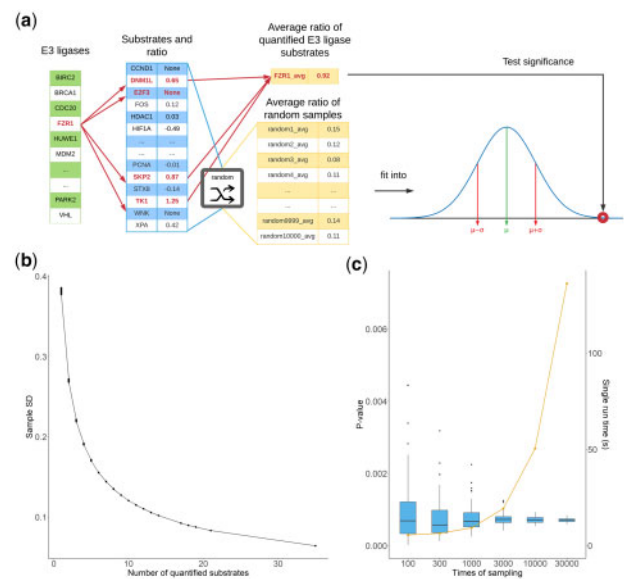 (a)
E3 ligases
BIRC2
BRCA1
CDC20
FZR1
HUWE1
MDM2
...
...
PARK2
VHL
Substrates and
ratio
CCND1 None
DNM1L 0.65
E2F3 None
FOS 0.12
HDAC1 0.03
HIF1A -0.49
... ...
... ...
PCNA -0.01
SKP2 0.87
STX6 -0.14
TK1 1.25
WNK None
XPA 0.42
random
Average ratio of
quantified E3 ligase
substrates
FZR1_avg 0.92
Average ratio of
random samples
random1_avg 0.15
random2_avg 0.12
random3_avg 0.08
random4_avg 0.11
... ...
... ...
random9999_avg 0.14
random10000_avg 0.11
Test significance
fit into
μ-σ
μ
μ+σ
(b)
0.4
0.3
0.2
0.1
Sample SD
0
10
20
30
Number of quantified substrates
(c)
0.006
0.004
0.002
0.000
P-value
100
50
0
Single run time (s)
100
300
1000
3000
10000
30000
Times of sampling